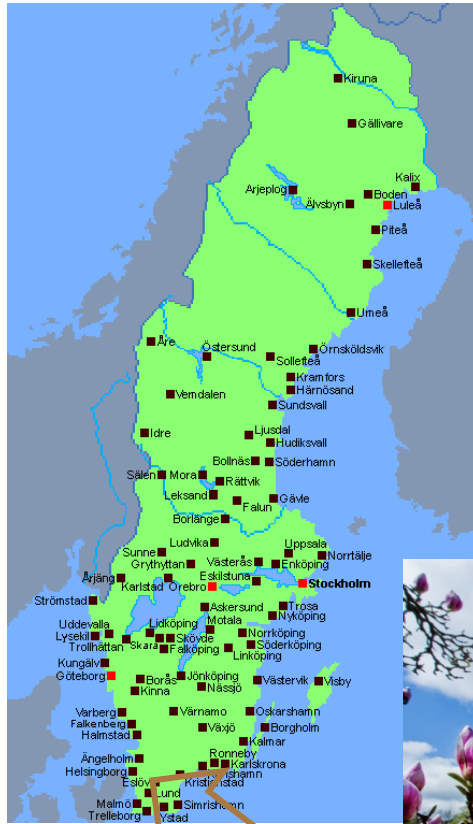 Kiruna
Gällivare
Kalix
Arjeplog
Boden
Älvsbyn
Luleå
Piteå
Skellefteå
Umeå
Åre
Östersund
Örnsköldsvik
Sollefteå
Kramfors
Härnösand
Vemdalen
Sundsvall
Idre
Ljusdal
Hudiksvall
Bollnäs
Söderhamn
Sälen
Mora
Rättvik
Leksand
Falun
Gävle
Borlänge
Ludvika
Uppsala
Sunne
Norrtälje
Grythyttan
Västerås
Enköping
Årjäng
Karlstad
Örebro
Eskilstuna
Stockholm
Strömstad
Askersund
Trosa
Nyköping
Uddevalla
Lidköping
Motala
Lysekil
Trollhättan
Skara
Skövde
Norrköping
Söderköping
Falköping
Linköping
Kungälv
Göteborg
Borås
Jönköping
Kinna
Nässjö
Västervik
Visby
Varberg
Värnamo
Oskarshamn
Falkenberg
Halmstad
Växjö
Borgholm
Kalmar
Ronneby
Ängelholm
Karlskrona
Helsingborg
Eslöv
Lund
Malmö
Simrishamn
Trelleborg
Ystad